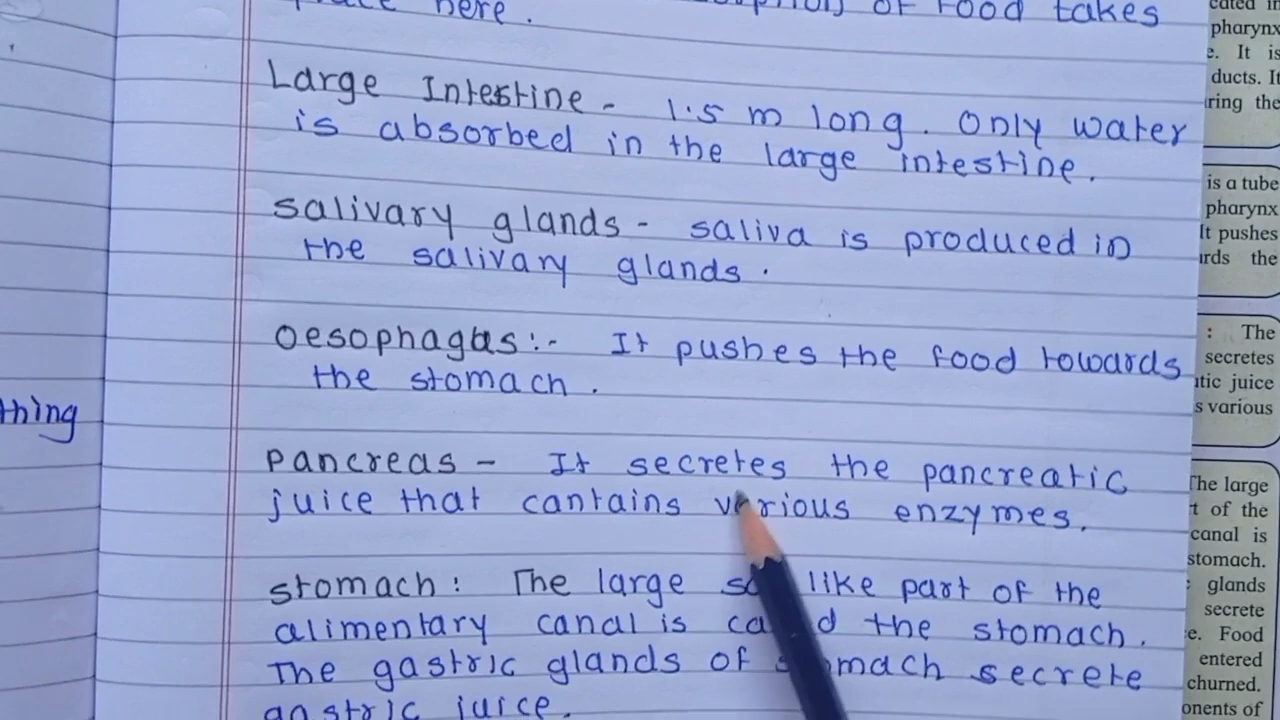 here.
of food takes
Large Intestine - 1.5 m long. Only water
is absorbed in the large intestine.
salivary glands - saliva is produced in
the salivary glands.
Oesophagus:- It pushes the food towards
the stomach.
thing
pancreas - It secretes the pancreatic
juice that cantains various enzymes.
stomach: The large like part of the
alimentary canal is the stomach.
The gastric glands of secrete
gastric juice.
pharynx
It is
ducts. It
the
is a tube
pharynx
It pushes
the
: The
secretes
juice
various
The large
of the
canal is
stomach.
glands
secrete
Food
entered
churned.
of